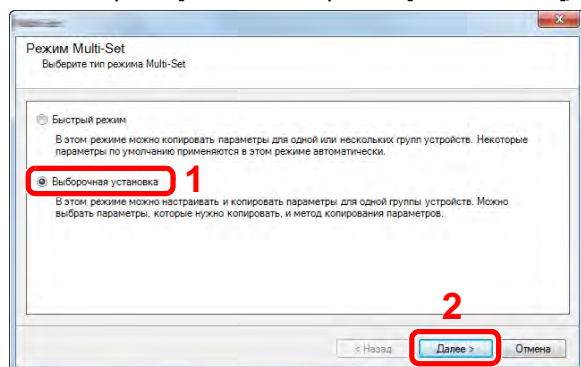 Режим Multi-Set
Выберите тип режима Multi-Set
Быстрый режим
В этом режиме можно копировать параметры для одной или нескольких групп устройств. Некоторые
параметры по умолчанию применяются в этом режиме автоматически.
Выборочная установка
1
В этом режиме можно настраивать и копировать параметры для одной группы устройств. Можно
выбрать параметры, которые нужно копировать, и метод копирования параметров.
2
< Назад
Далее >
Отмена